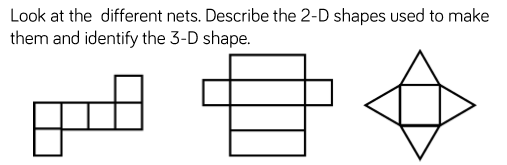 Look at the different nets. Describe the 2-D shapes used to make
them and identify the 3-D shape.